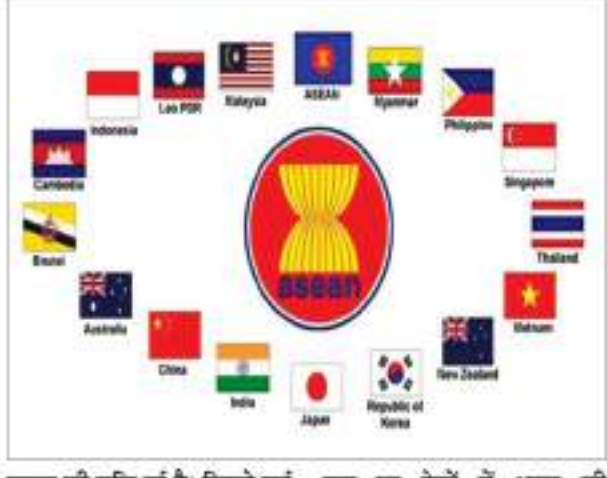 ASEAN
Myanmar
Malaysia
Lao PDR
Philippine
Indonesia
Singapore
Cambodia
Thailand
Brunei
asean
Vietnam
Australia
China
New Zealand
India
Republic of
Korea
Japan